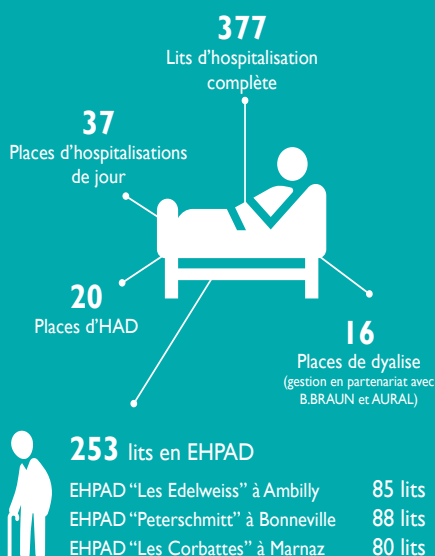 377
Lits d'hospitalisation
complète
37
Places d'hospitalisations
de jour
20
Places d'HAD
16
Places de dyalise
(gestion en partenariat avec
B.BRAUN et AURAL)
253 lits en EHPAD
EHPAD "Les Edelweiss" à Ambilly 85 lits
EHPAD "Peterschmitt" à Bonneville 88 lits
EHPAD "Les Corbattes" à Marnaz 80 lits